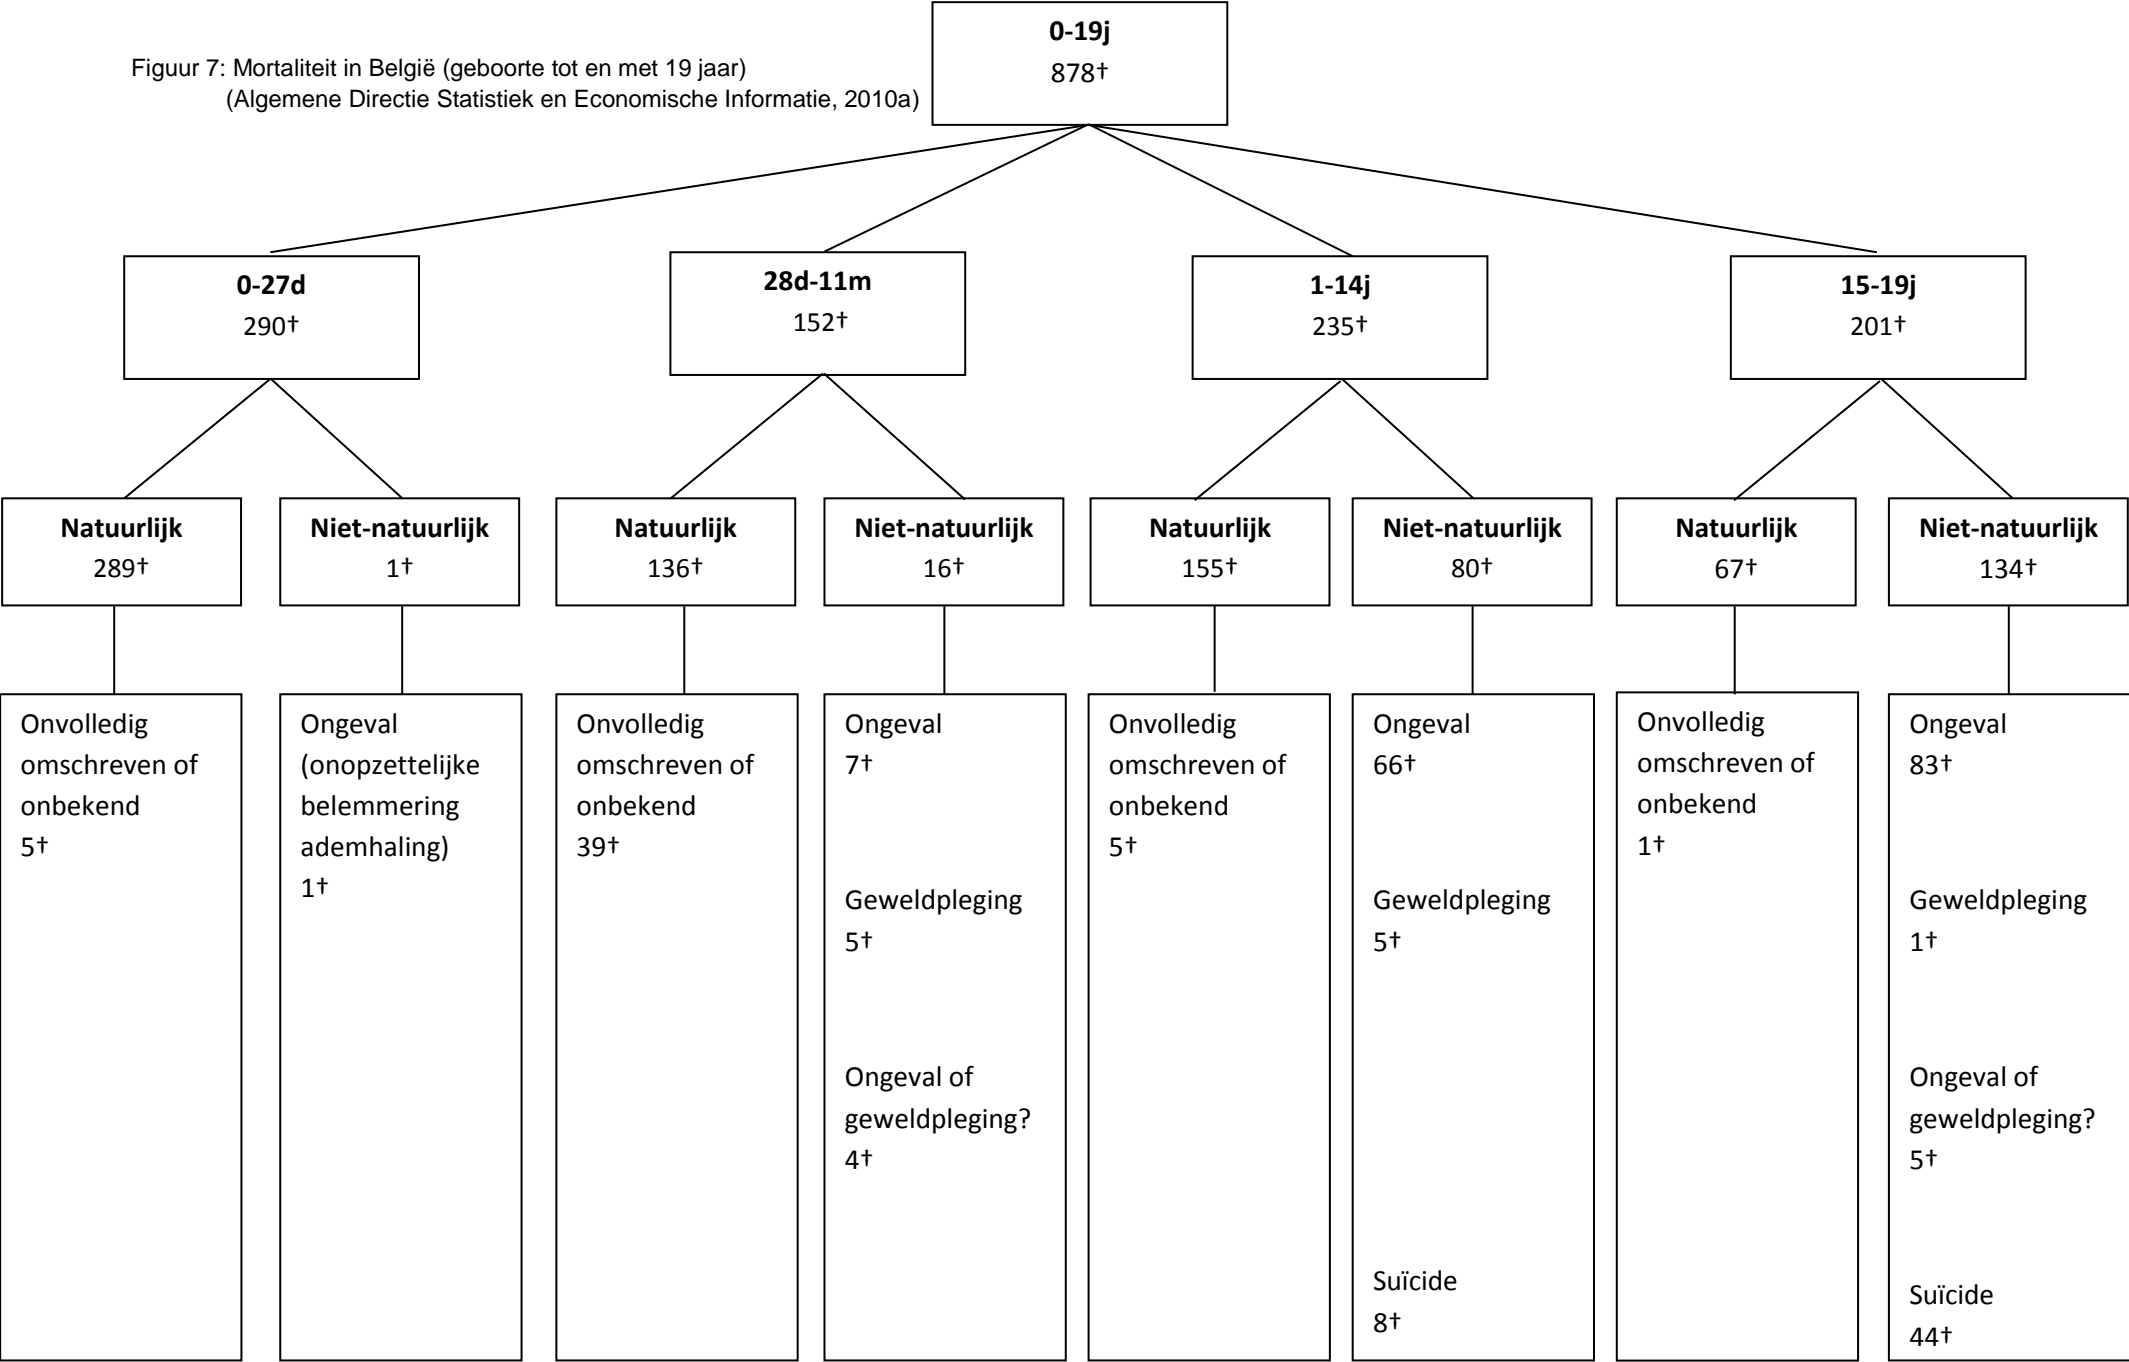 0-19j
878†
Figuur 7: Mortaliteit in België (geboorte tot en met 19 jaar)
(Algemene Directie Statistiek en Economische Informatie, 2010a)
0-27d
290†
28d-11m
152†
1-14j
235†
15-19j
201†
Natuurlijk
289†
Niet-natuurlijk
1†
Natuurlijk
136†
Niet-natuurlijk
16†
Natuurlijk
155†
Niet-natuurlijk
80†
Natuurlijk
67†
Niet-natuurlijk
134†
Onvolledig
omschreven of
onbekend
5†
Ongeval
(onopzettelijke
belemmering
ademhaling)
1†
Onvolledig
omschreven of
onbekend
39†
Ongeval
7†
Geweldpleging
5†
Ongeval of
geweldpleging?
4†
Onvolledig
omschreven of
onbekend
5†
Ongeval
66†
Geweldpleging
5†
Suïcide
8†
Onvolledig
omschreven of
onbekend
1†
Ongeval
83†
Geweldpleging
1†
Ongeval of
geweldpleging?
5†
Suïcide
44†